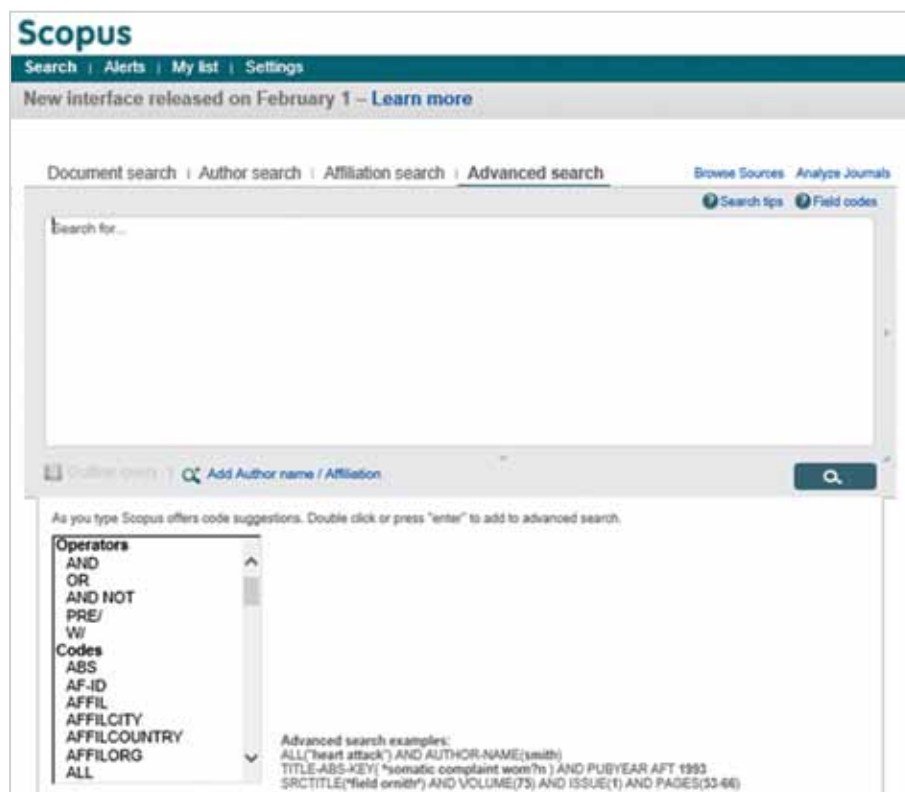 Scopus
Search | Alerts | My list | Settings
New interface released on February 1 – Learn more
Document search | Author search | Affiliation search | Advanced search Browse Sources Analyze Journals
Search tips Field codes
Search for...
Outline query | Add Author name / Affiliation
As you type Scopus offers code suggestions. Double click or press "enter" to add to advanced search.
Operators
AND
OR
AND NOT
PRE/
W/
Codes
ABS
AF-ID
AFFIL
AFFILCITY
AFFILCOUNTRY
AFFILORG
ALL
Advanced search examples:
ALL("heart attack") AND AUTHOR-NAME(smith)
TITLE-ABS-KEY( *somatic complaint wom?n ) AND PUBYEAR AFT 1993
SRCTITLE(*field ornith*) AND VOLUME(75) AND ISSUE(1) AND PAGES(53-66)